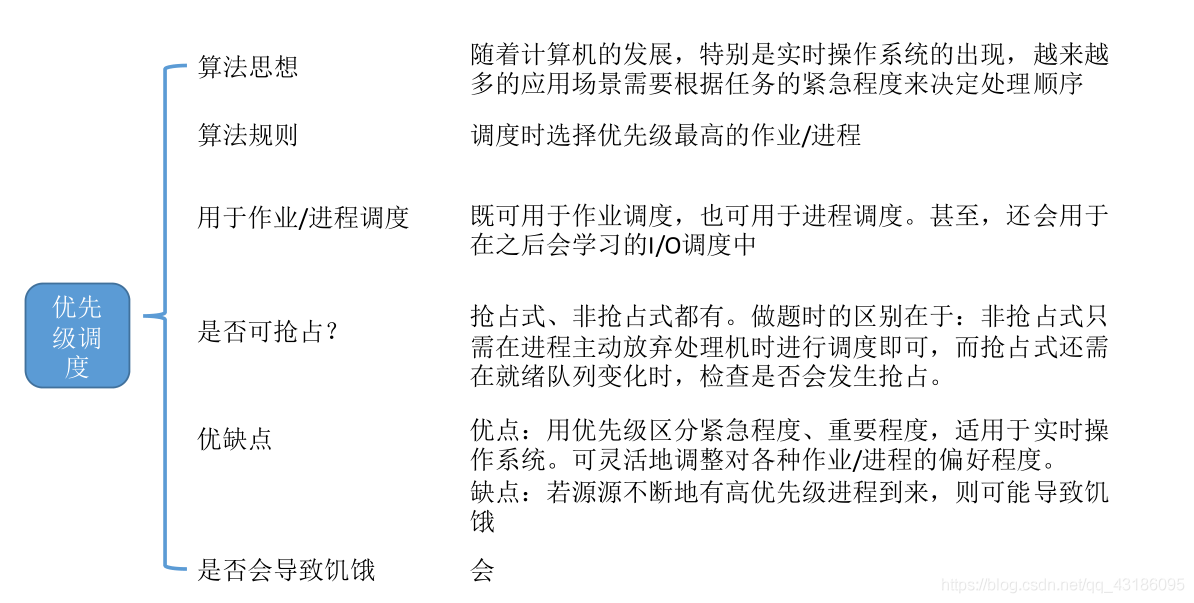 优先
级调
度
算法思想
随着计算机的发展，特别是实时操作系统的出现，越来越
多的应用场景需要根据任务的紧急程度来决定处理顺序
算法规则
调度时选择优先级最高的作业/进程
用于作业/进程调度
既可用于作业调度，也可用于进程调度。甚至，还会用于
在之后会学习的I/O调度中
是否可抢占？
抢占式、非抢占式都有。做题时的区别在于：非抢占式只
需在进程主动放弃处理机时进行调度即可，而抢占式还需
在就绪队列变化时，检查是否会发生抢占。
优缺点
优点：用优先级区分紧急程度、重要程度，适用于实时操
作系统。可灵活地调整对各种作业/进程的偏好程度。
缺点：若源源不断地有高优先级进程到来，则可能导致饥
饿
是否会导致饥饿
会
https://blog.csdn.net/qq_43186095